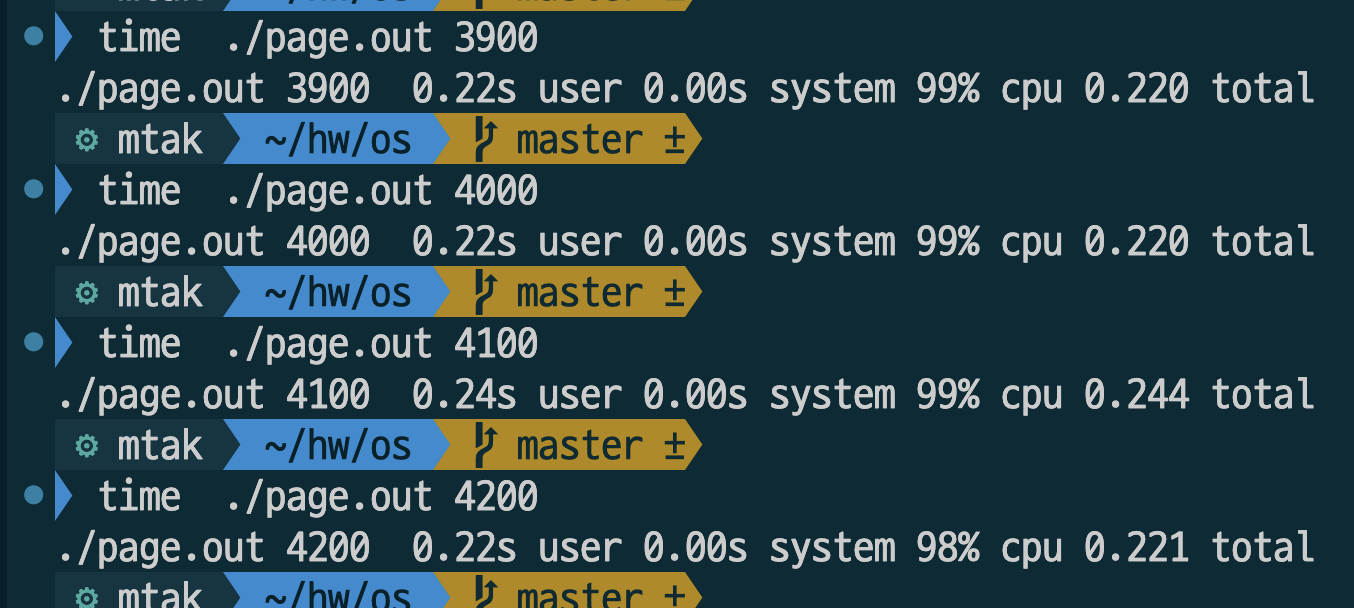 time  ./page.out 3900
./page.out 3900  0.22s user 0.00s system 99% cpu 0.220 total
⚙ mtak ~/hw/os master ±
time  ./page.out 4000
./page.out 4000  0.22s user 0.00s system 99% cpu 0.220 total
⚙ mtak ~/hw/os master ±
time  ./page.out 4100
./page.out 4100  0.24s user 0.00s system 99% cpu 0.244 total
⚙ mtak ~/hw/os master ±
time  ./page.out 4200
./page.out 4200  0.22s user 0.00s system 98% cpu 0.221 total
⚙ mtak ~/hw/os master ±